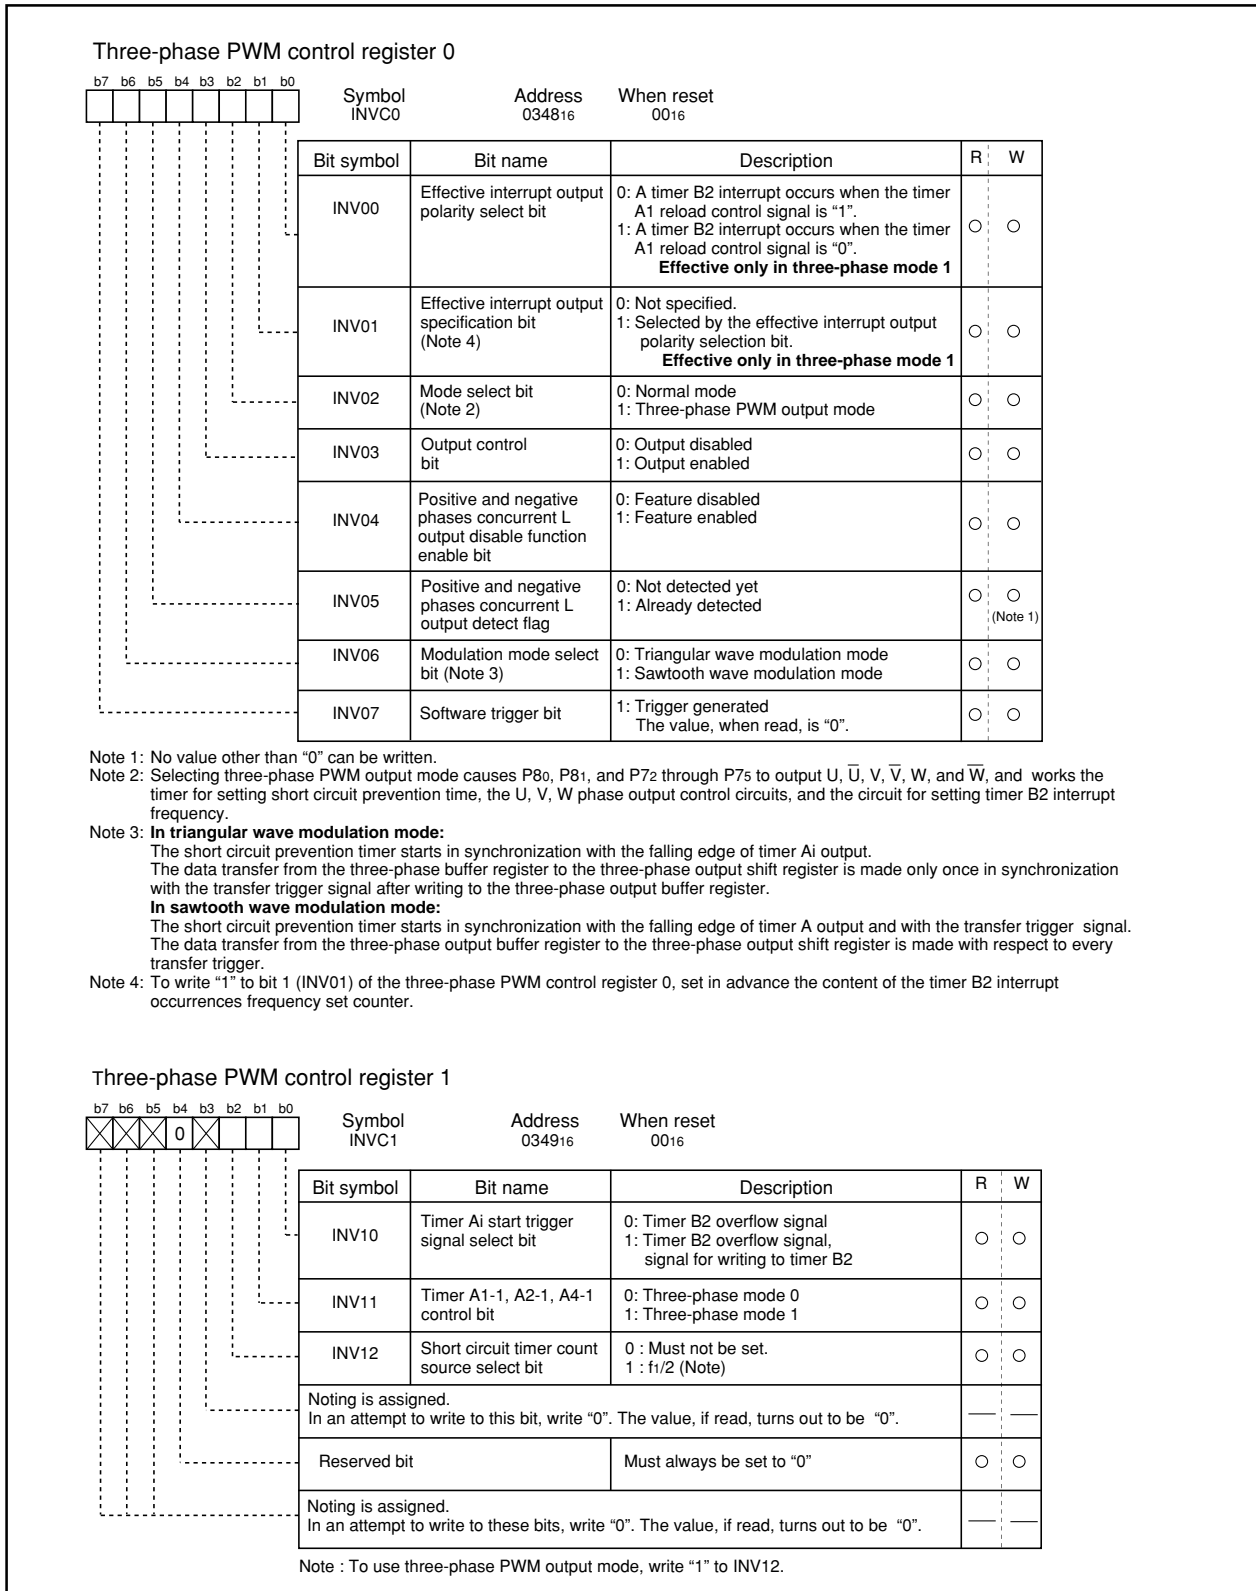 Three-phase PWM control register 0
b7 b6 b5 b4 b3 b2 b1 b0
Symbol Address When reset
INVC0 034816 0016
Bit symbol Bit name Description R W
INV00 Effective interrupt output polarity select bit 0: A timer B2 interrupt occurs when the timer
A1 reload control signal is “1”.
1: A timer B2 interrupt occurs when the timer
A1 reload control signal is “0”.
Effective only in three-phase mode 1
INV01 Effective interrupt output specification bit (Note 4) 0: Not specified.
1: Selected by the effective interrupt output
polarity selection bit.
Effective only in three-phase mode 1
INV02 Mode select bit (Note 2) 0: Normal mode
1: Three-phase PWM output mode
INV03 Output control bit 0: Output disabled
1: Output enabled
INV04 Positive and negative phases concurrent L output disable function enable bit 0: Feature disabled
1: Feature enabled
INV05 Positive and negative phases concurrent L output detect flag 0: Not detected yet
1: Already detected
(Note 1)
INV06 Modulation mode select bit (Note 3) 0: Triangular wave modulation mode
1: Sawtooth wave modulation mode
INV07 Software trigger bit 1: Trigger generated
The value, when read, is “0”.
Note 1: No value other than “0” can be written.
Note 2: Selecting three-phase PWM output mode causes P80, P81, and P72 through P75 to output U, U̅, V, V̅, W, and W̅, and works the
timer for setting short circuit prevention time, the U, V, W phase output control circuits, and the circuit for setting timer B2 interrupt
frequency.
Note 3: In triangular wave modulation mode:
The short circuit prevention timer starts in synchronization with the falling edge of timer Ai output.
The data transfer from the three-phase buffer register to the three-phase output shift register is made only once in synchronization
with the transfer trigger signal after writing to the three-phase output buffer register.
In sawtooth wave modulation mode:
The short circuit prevention timer starts in synchronization with the falling edge of timer A output and with the transfer trigger signal.
The data transfer from the three-phase output buffer register to the three-phase output shift register is made with respect to every
transfer trigger.
Note 4: To write “1” to bit 1 (INV01) of the three-phase PWM control register 0, set in advance the content of the timer B2 interrupt
occurrences frequency set counter.
Three-phase PWM control register 1
b7 b6 b5 b4 b3 b2 b1 b0
0
Symbol Address When reset
INVC1 034916 0016
Bit symbol Bit name Description R W
INV10 Timer Ai start trigger signal select bit 0: Timer B2 overflow signal
1: Timer B2 overflow signal,
signal for writing to timer B2
INV11 Timer A1-1, A2-1, A4-1 control bit 0: Three-phase mode 0
1: Three-phase mode 1
INV12 Short circuit timer count source select bit 0 : Must not be set.
1 : f1/2 (Note)
Noting is assigned.
In an attempt to write to this bit, write “0”. The value, if read, turns out to be “0”.
Reserved bit Must always be set to “0”
Noting is assigned.
In an attempt to write to these bits, write “0”. The value, if read, turns out to be “0”.
Note : To use three-phase PWM output mode, write “1” to INV12.